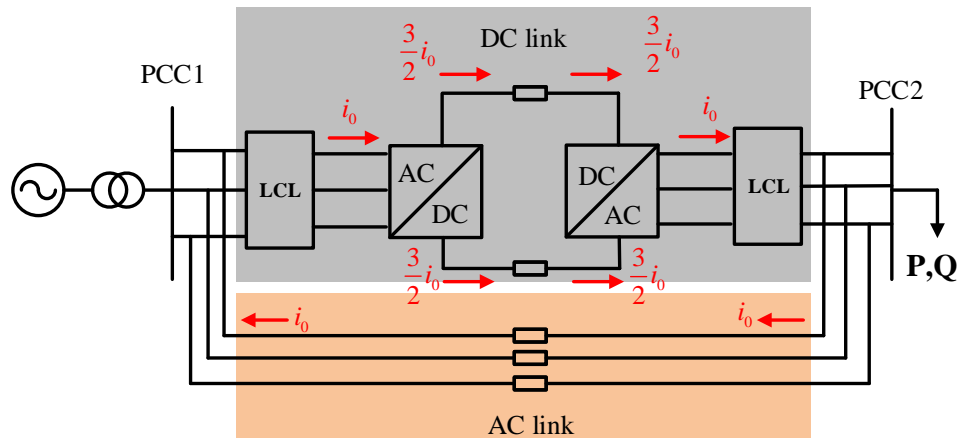 DC link
3/2 i₀
3/2 i₀
PCC1
PCC2
i₀
i₀
LCL
AC
DC
DC
AC
LCL
P,Q
3/2 i₀
3/2 i₀
i₀
i₀
AC link